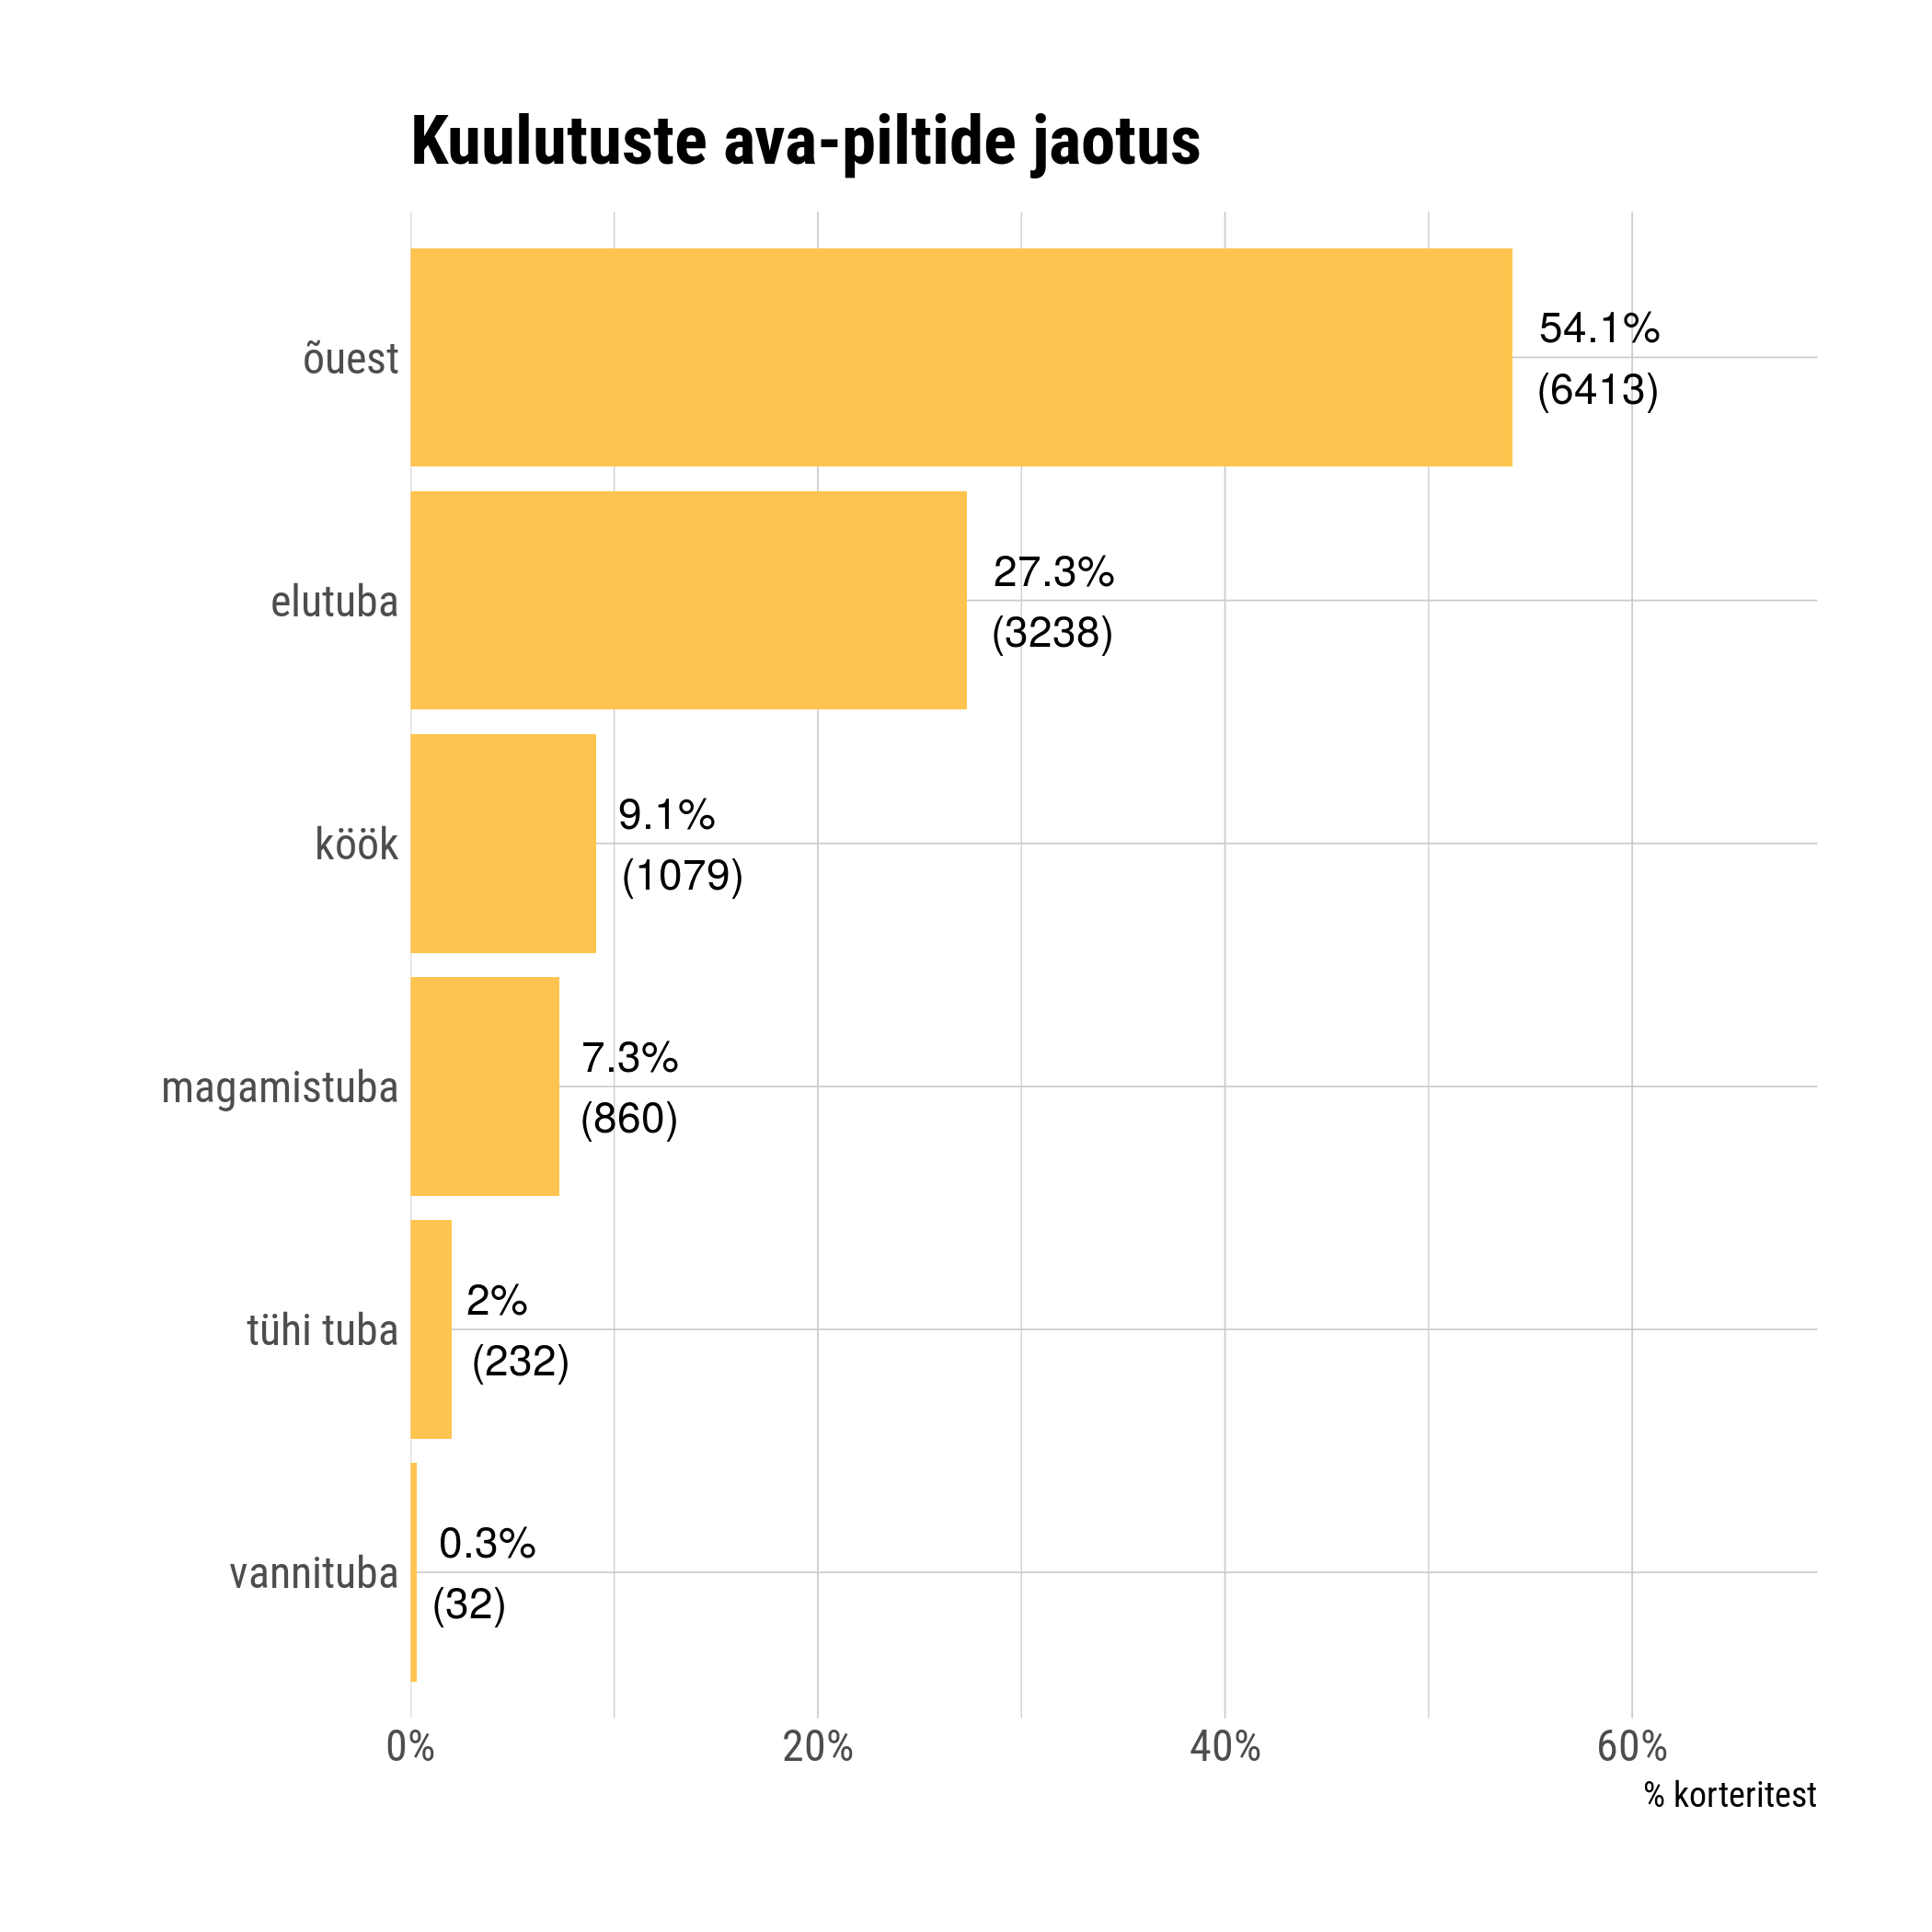 Kuulutuste ava-piltide jaotus
õuest
54.1%
(6413)
elutuba
27.3%
(3238)
köök
9.1%
(1079)
magamistuba
7.3%
(860)
tühi tuba
2%
(232)
vannituba
0.3%
(32)
0% 20% 40% 60%
% korteritest